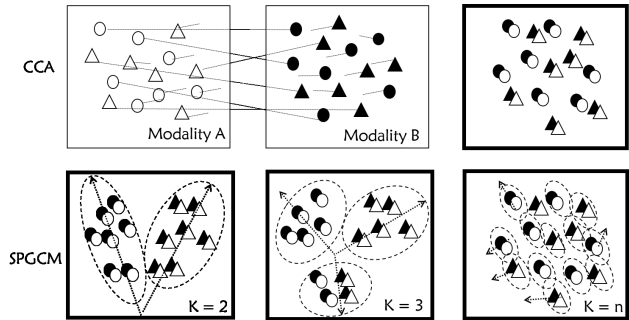 CCA
Modality A
Modality B
SPGCM
K = 2
K = 3
K = n